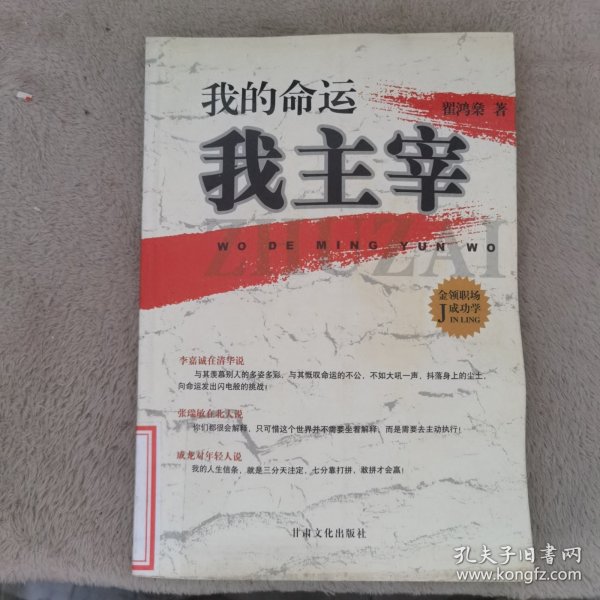 我的命运
翟鸿燊 著
我主宰
ZHUZAI
WO DE MING YUN WO
金领职场
J成功学
IN LING
李嘉诚在清华说
与其羡慕别人的多姿多彩，与其慨叹命运的不公，不如大吼一声，抖落身上的尘土，
向命运发出闪电般的挑战！
张瑞敏在北大说
你们都很会解释，只可惜这个世界并不需要坐着解释，而是需要去主动执行！
成龙对年轻人说
我的人生信条，就是三分天注定，七分靠打拼，敢拼才会赢！
甘肃文化出版社
孔夫子旧书网
www.kongfz.com